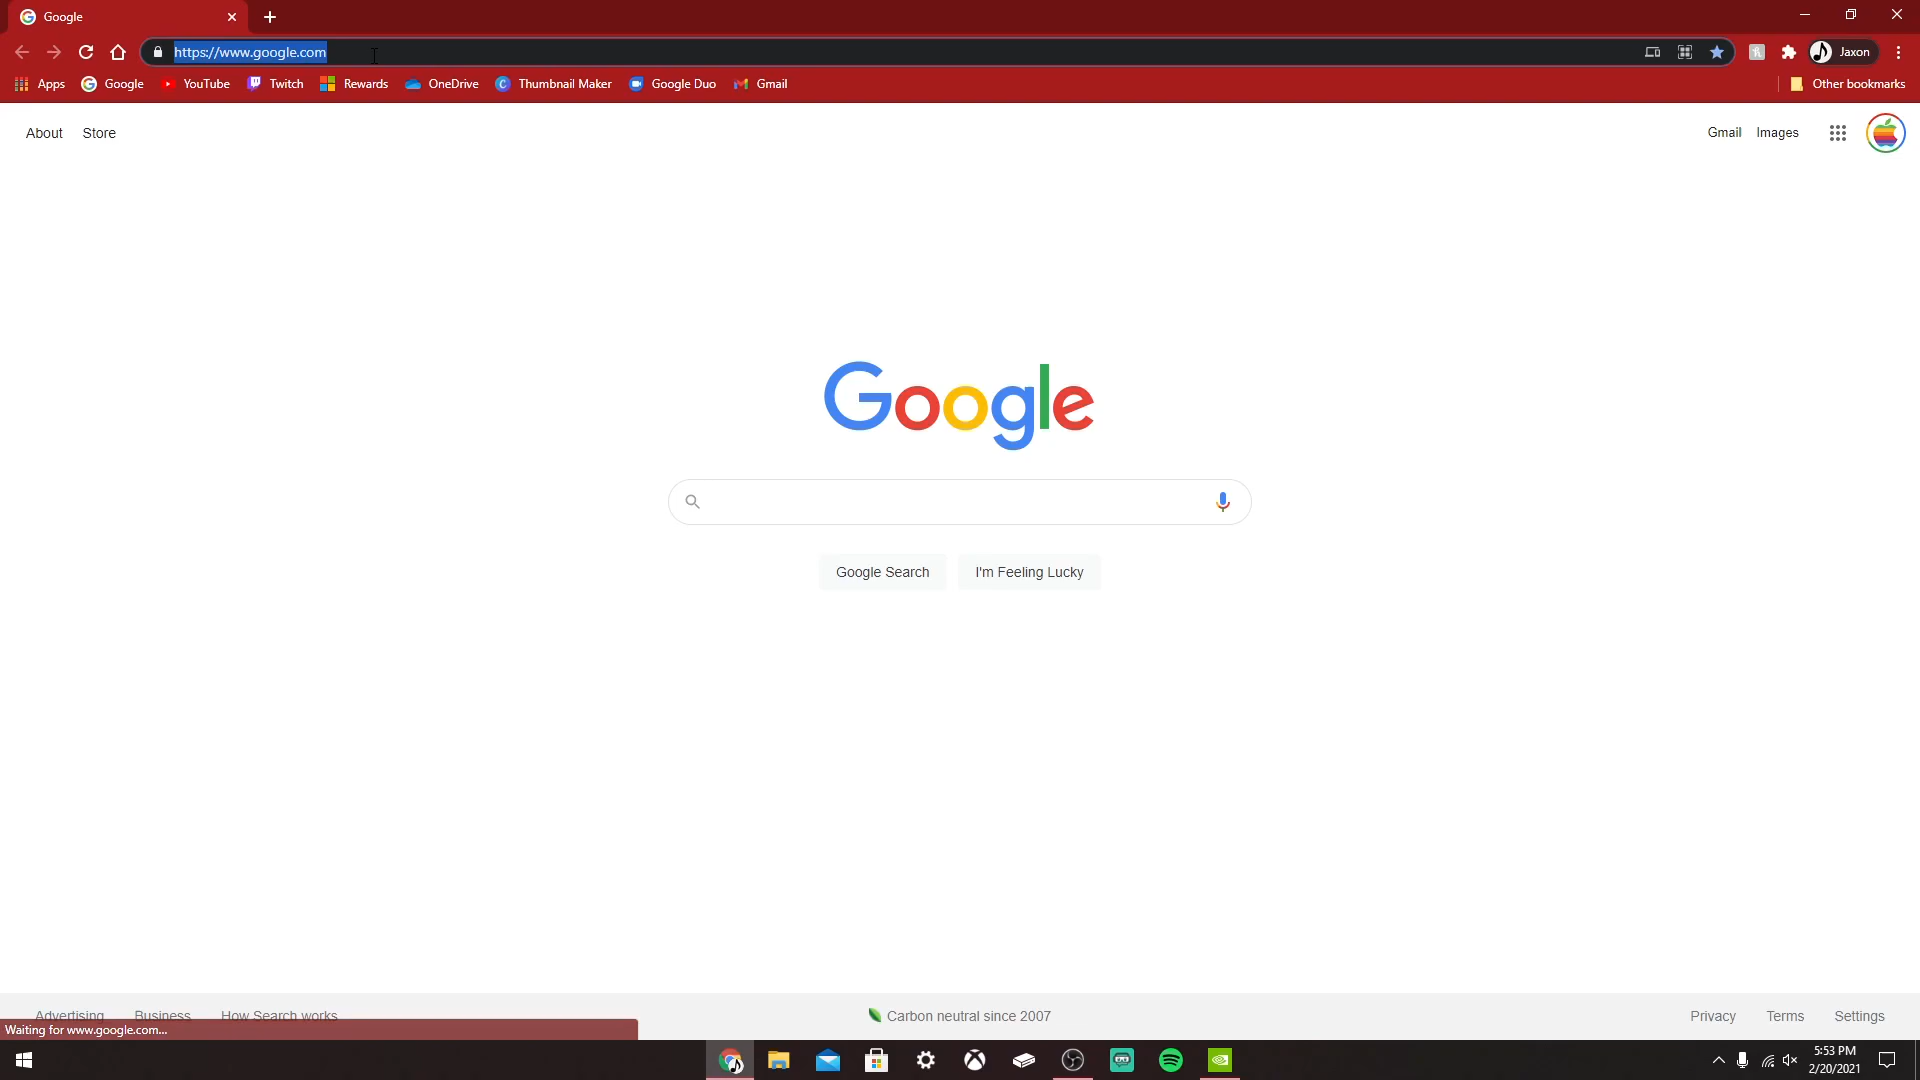 Google
https://www.google.com
Jaxon
Apps Google YouTube Twitch Rewards OneDrive Thumbnail Maker Google Duo Gmail Other bookmarks
About Store Gmail Images
Google
Google Search I'm Feeling Lucky
Advertising Business How Search works Carbon neutral since 2007 Privacy Terms Settings
Waiting for www.google.com...
5:53 PM
2/20/2021